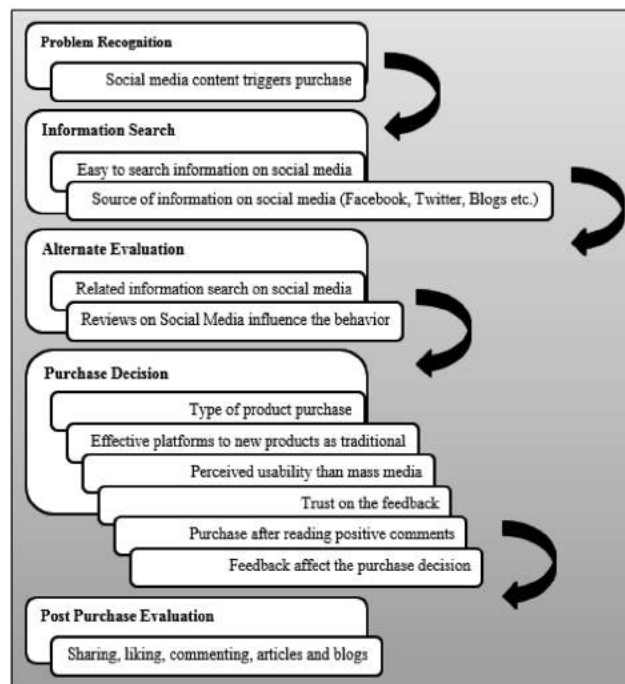 Problem Recognition
Social media content triggers purchase
Information Search
Easy to search information on social media
Source of information on social media (Facebook, Twitter, Blogs etc.)
Alternate Evaluation
Related information search on social media
Reviews on Social Media influence the behavior
Purchase Decision
Type of product purchase
Effective platforms to new products as traditional
Perceived usability than mass media
Trust on the feedback
Purchase after reading positive comments
Feedback affect the purchase decision
Post Purchase Evaluation
Sharing, liking, commenting, articles and blogs